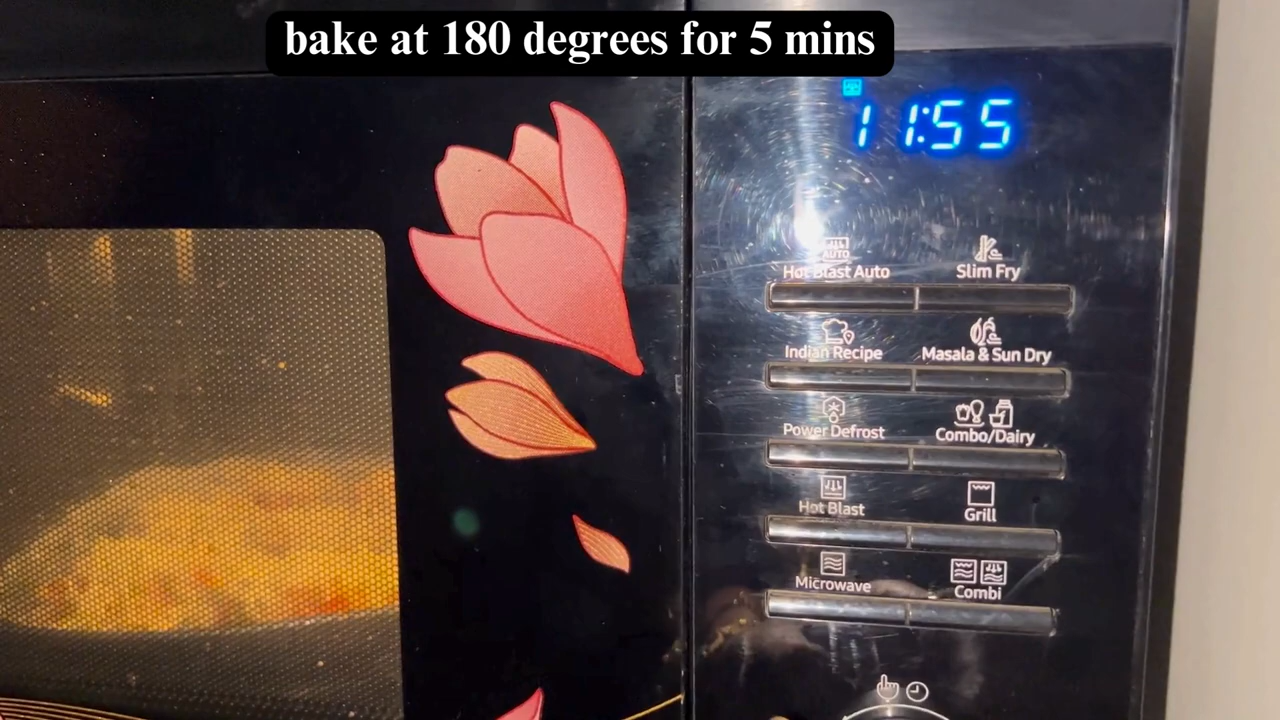 bake at 180 degrees for 5 mins
11:55
AUTO
Hot Blast Auto
Slim Fry
Indian Recipe
Masala & Sun Dry
Power Defrost
Combo/Dairy
Hot Blast
Grill
Microwave
Combi